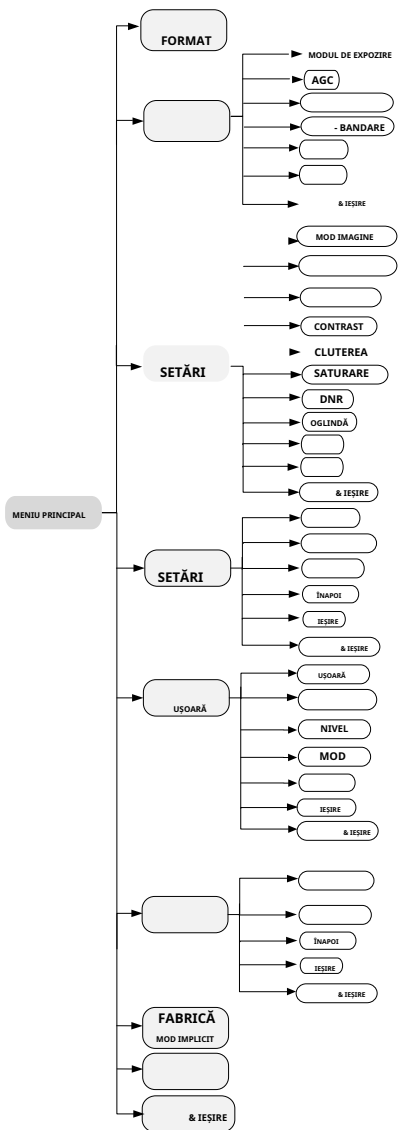 FORMAT
MODUL DE EXPOZIRE
AGC
- BANDARE
& IEȘIRE
MOD IMAGINE
CONTRAST
CLUTEREA
SETĂRI
SATURARE
DNR
OGLINDĂ
& IEȘIRE
MENIU PRINCIPAL
SETĂRI
ÎNAPOI
IEȘIRE
& IEȘIRE
UȘOARĂ
UȘOARĂ
NIVEL
MOD
IEȘIRE
& IEȘIRE
ÎNAPOI
IEȘIRE
& IEȘIRE
FABRICĂ
MOD IMPLICIT
& IEȘIRE